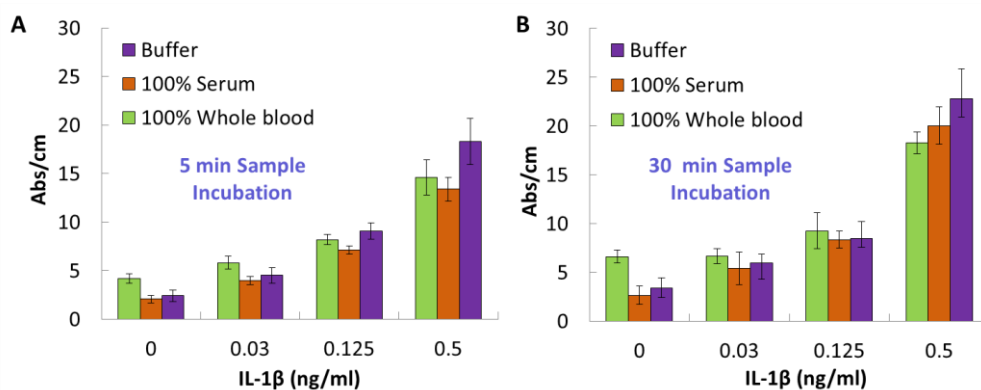 A
30
25
20
15
10
5
0
Abs/cm
Buffer
100% Serum
100% Whole blood
5 min Sample
Incubation
0 0.03 0.125 0.5
IL-1β (ng/ml)
B
30
25
20
15
10
5
0
Abs/cm
Buffer
100% Serum
100% Whole blood
30 min Sample
Incubation
0 0.03 0.125 0.5
IL-1β (ng/ml)